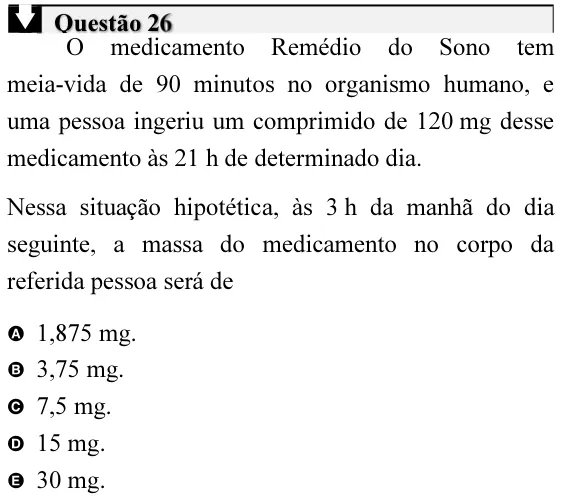 Questão 26
O medicamento Remédio do Sono tem
meia-vida de 90 minutos no organismo humano, e
uma pessoa ingeriu um comprimido de 120 mg desse
medicamento às 21 h de determinado dia.
Nessa situação hipotética, às 3 h da manhã do dia
seguinte, a massa do medicamento no corpo da
referida pessoa será de
A 1,875 mg.
B 3,75 mg.
C 7,5 mg.
D 15 mg.
E 30 mg.